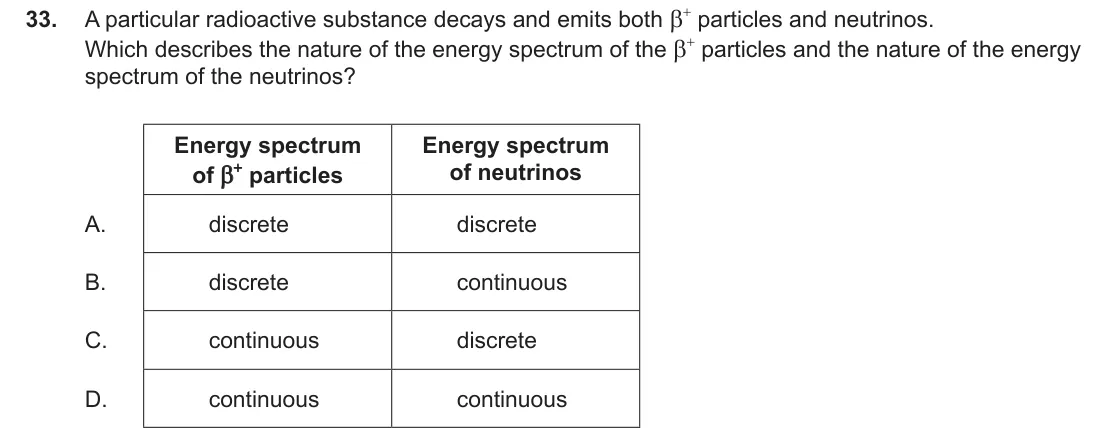 33. A particular radioactive substance decays and emits both β⁺ particles and neutrinos.
Which describes the nature of the energy spectrum of the β⁺ particles and the nature of the energy
spectrum of the neutrinos?
Energy spectrum Energy spectrum
of β⁺ particles of neutrinos
A. discrete discrete
B. discrete continuous
C. continuous discrete
D. continuous continuous